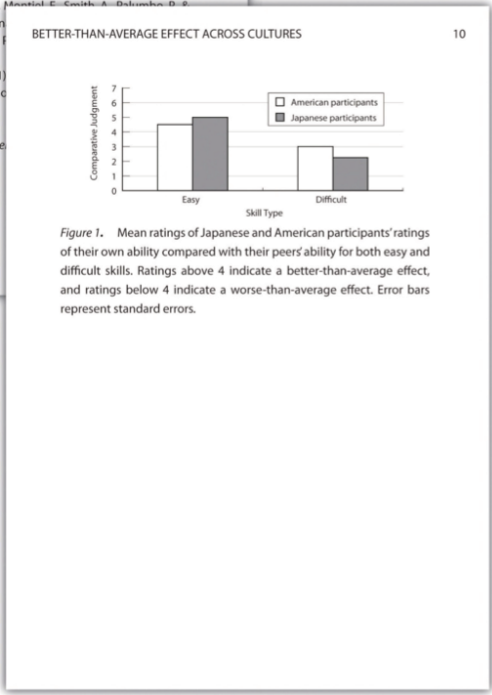 Montiel, F., Smith, A., Palumbo, R., &
BETTER-THAN-AVERAGE EFFECT ACROSS CULTURES 10
7
6
5
4
3
2
1
0
Comparative Judgment
American participants
Japanese participants
Easy Difficult
Skill Type
Figure 1. Mean ratings of Japanese and American participants' ratings
of their own ability compared with their peers' ability for both easy and
difficult skills. Ratings above 4 indicate a better-than-average effect,
and ratings below 4 indicate a worse-than-average effect. Error bars
represent standard errors.